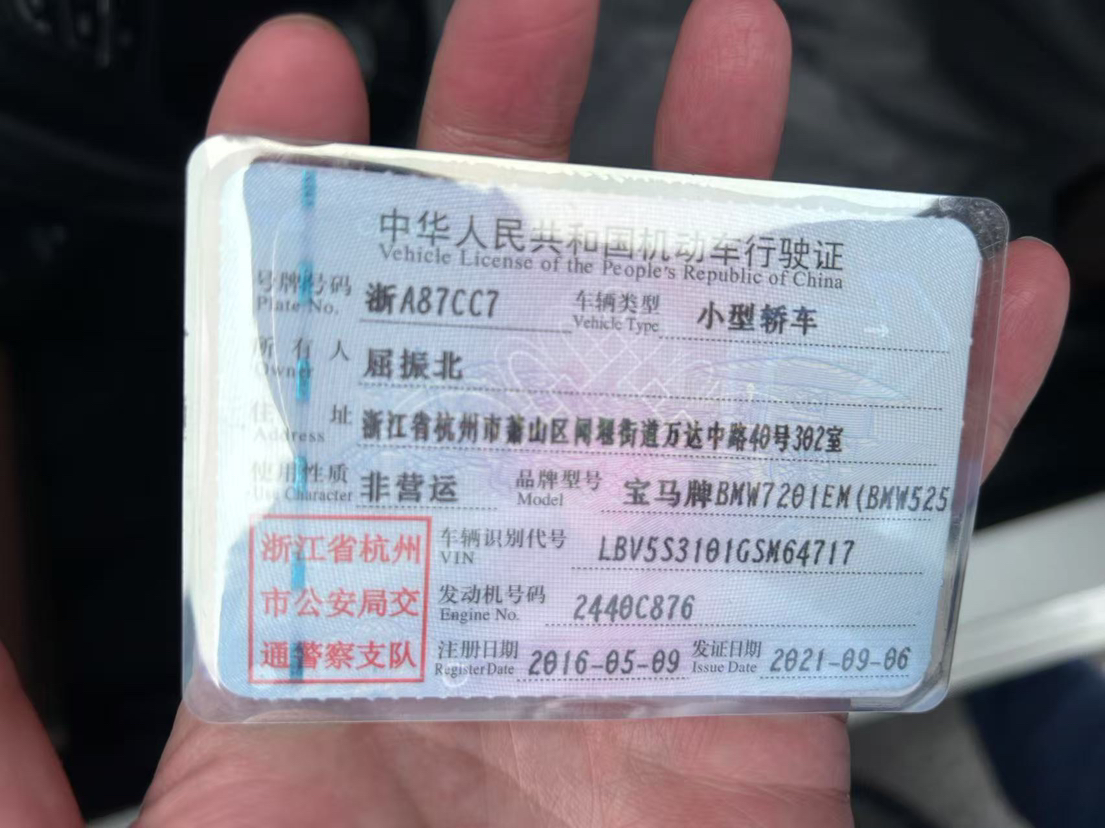 中华人民共和国机动车行驶证
Vehicle License of the People's Republic of China
号牌号码 浙A87CC7 车辆类型 小型轿车
Plate No. Vehicle Type
所有人 屈振北
Owner
住址 浙江省杭州市萧山区闻堰街道万达中路40号302室
Address
使用性质 非营运 品牌型号 宝马牌BMW7201EM(BMW525
Use Character Model
浙江省杭州
市公安局交
通警察支队
车辆识别代号 LBV5S3101GSM64717
VIN
发动机号码 2440C876
Engine No.
注册日期 2016-05-09 发证日期 2021-09-06
Register Date Issue Date